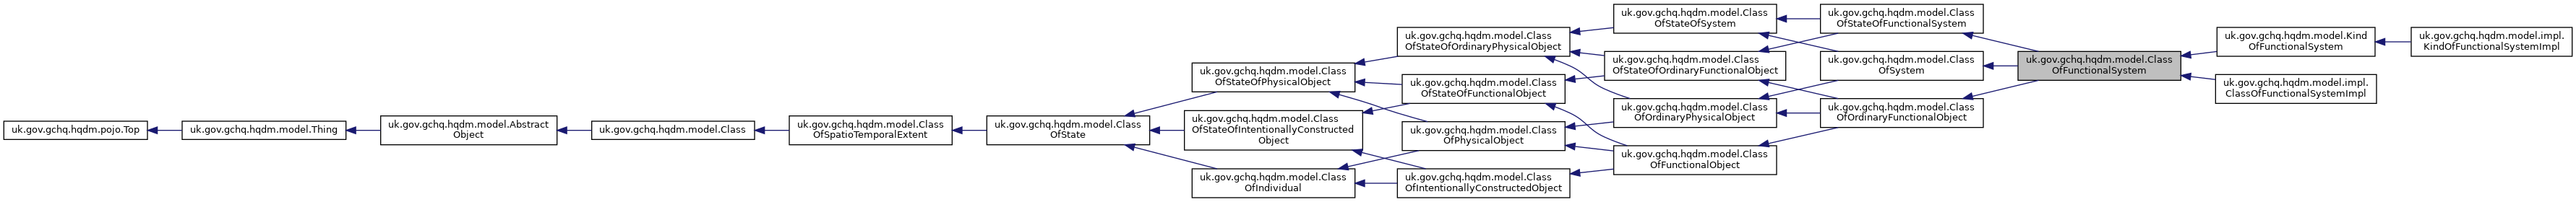 uk.gov.gchq.hqdm.pojo.Top
uk.gov.gchq.hqdm.model.Thing
uk.gov.gchq.hqdm.model.Abstract
Object
uk.gov.gchq.hqdm.model.Class
uk.gov.gchq.hqdm.model.Class
OfSpatioTemporalExtent
uk.gov.gchq.hqdm.model.Class
OfState
uk.gov.gchq.hqdm.model.Class
OfStateOfPhysicalObject
uk.gov.gchq.hqdm.model.Class
OfStateOfIntentionallyConstructed
Object
uk.gov.gchq.hqdm.model.Class
OfIndividual
uk.gov.gchq.hqdm.model.Class
OfStateOfOrdinaryPhysicalObject
uk.gov.gchq.hqdm.model.Class
OfStateOfFunctionalObject
uk.gov.gchq.hqdm.model.Class
OfPhysicalObject
uk.gov.gchq.hqdm.model.Class
OfIntentionallyConstructedObject
uk.gov.gchq.hqdm.model.Class
OfStateOfSystem
uk.gov.gchq.hqdm.model.Class
OfStateOfOrdinaryFunctionalObject
uk.gov.gchq.hqdm.model.Class
OfOrdinaryPhysicalObject
uk.gov.gchq.hqdm.model.Class
OfFunctionalObject
uk.gov.gchq.hqdm.model.Class
OfStateOfFunctionalSystem
uk.gov.gchq.hqdm.model.Class
OfSystem
uk.gov.gchq.hqdm.model.Class
OfOrdinaryFunctionalObject
uk.gov.gchq.hqdm.model.Class
OfFunctionalSystem
uk.gov.gchq.hqdm.model.Kind
OfFunctionalSystem
uk.gov.gchq.hqdm.model.impl.
ClassOfFunctionalSystemImpl
uk.gov.gchq.hqdm.model.impl.
KindOfFunctionalSystemImpl